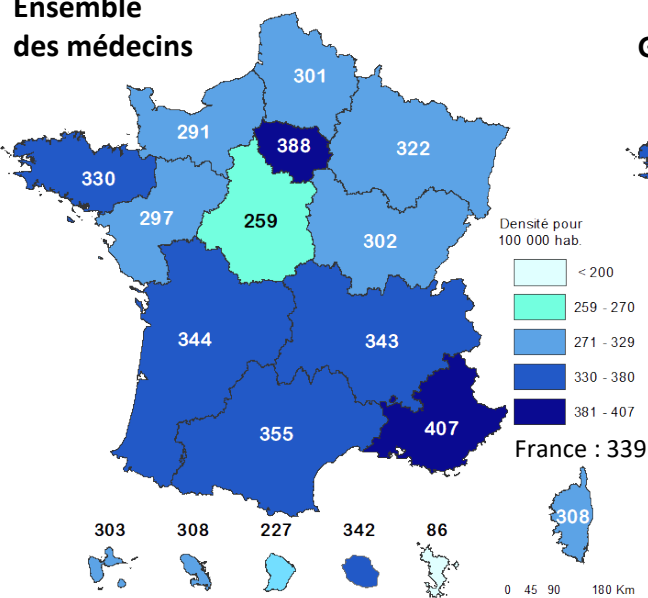 Ensemble
des médecins
G
301
291
388
322
330
297
259
302
Densité pour
100 000 hab.
< 200
259 - 270
271 - 329
330 - 380
381 - 407
344
343
355
407
France : 339
308
303 308 227 342 86
0 45 90 180 Km